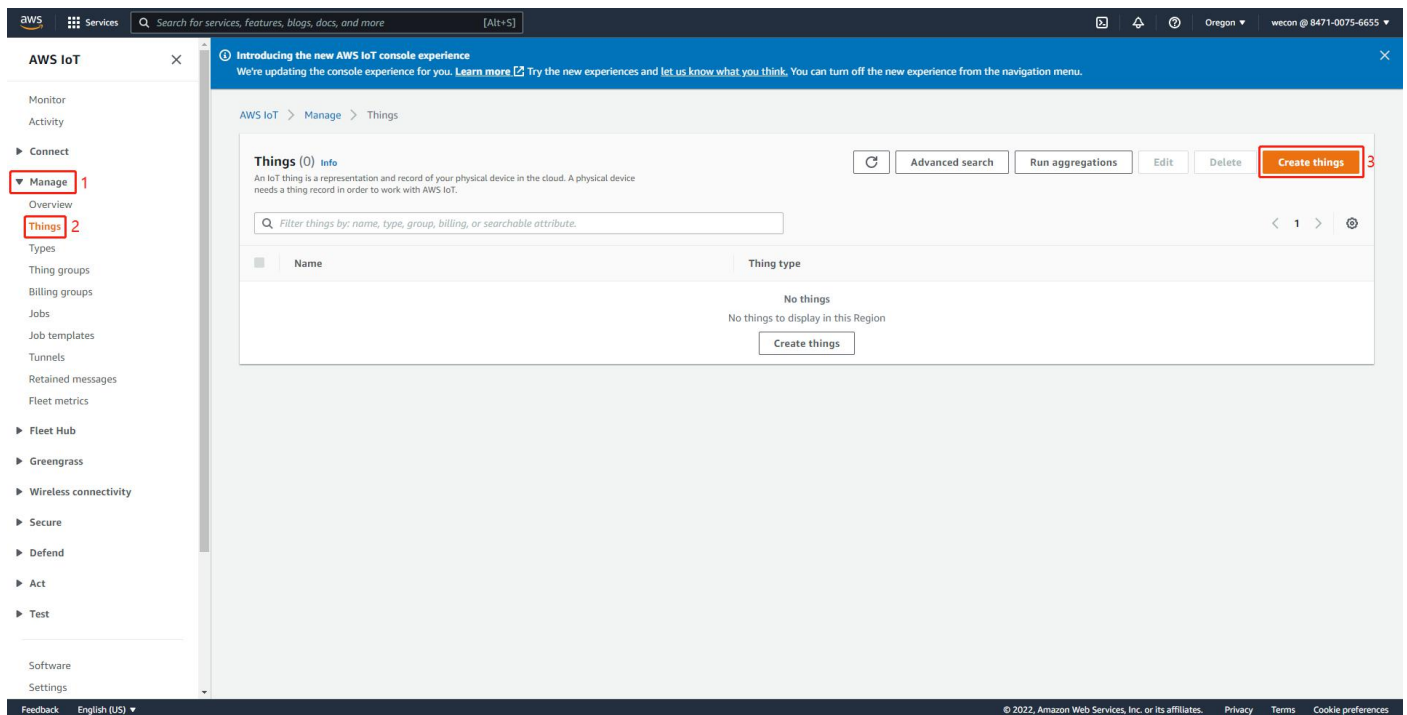 aws Services Search for services, features, blogs, docs, and more [Alt+S] Oregon ▼ wecon @ 8471-0075-6655 ▼
AWS IoT
Monitor
Activity
Connect
Manage 1
Overview
Things 2
Types
Thing groups
Billing groups
Jobs
Job templates
Tunnels
Retained messages
Fleet metrics
Fleet Hub
Greengrass
Wireless connectivity
Secure
Defend
Act
Test
Software
Settings
Introducing the new AWS IoT console experience
We're updating the console experience for you. Learn more Try the new experiences and let us know what you think. You can turn off the new experience from the navigation menu.
AWS IoT > Manage > Things
Things (0) Info Advanced search Run aggregations Edit Delete Create things 3
An IoT thing is a representation and record of your physical device in the cloud. A physical device
needs a thing record in order to work with AWS IoT.
Filter things by: name, type, group, billing, or searchable attribute. < 1 >
Name Thing type
No things
No things to display in this Region
Create things
Feedback English (US) ▼ © 2022, Amazon Web Services, Inc. or its affiliates. Privacy Terms Cookie preferences